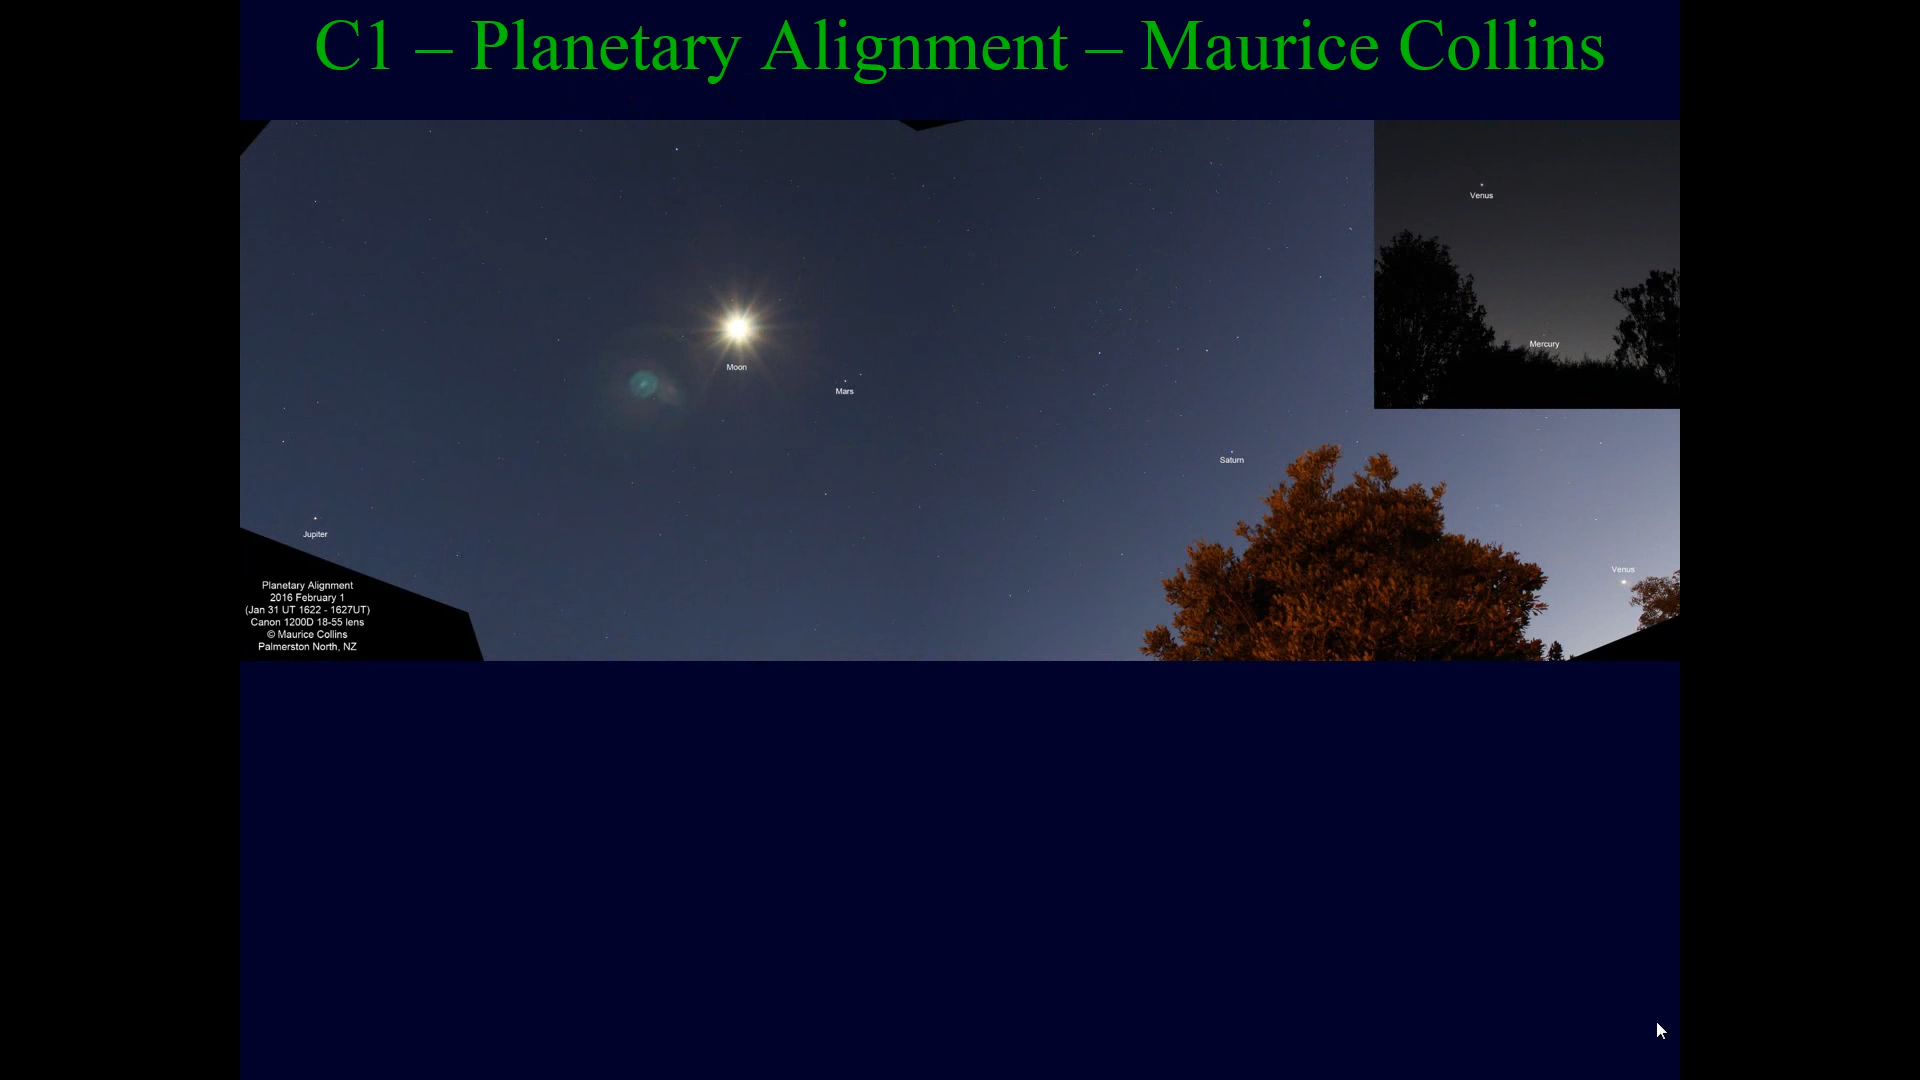 C1 – Planetary Alignment – Maurice Collins
Venus
Mercury
Moon
Mars
Saturn
Jupiter
Venus
Planetary Alignment
2016 February 1
(Jan 31 UT 1622 - 1627UT)
Canon 1200D 18-55 lens
© Maurice Collins
Palmerston North, NZ